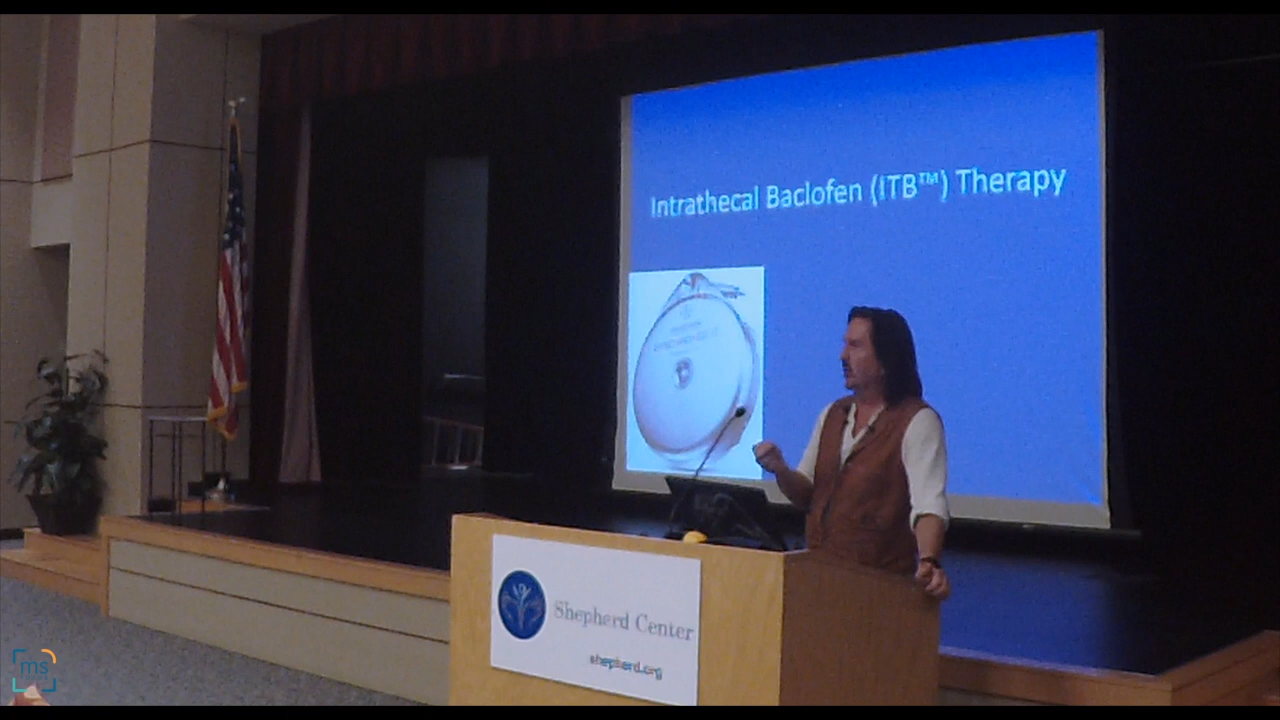 Intrathecal Baclofen (ITB™) Therapy
Shepherd Center
shepherd.org
ms